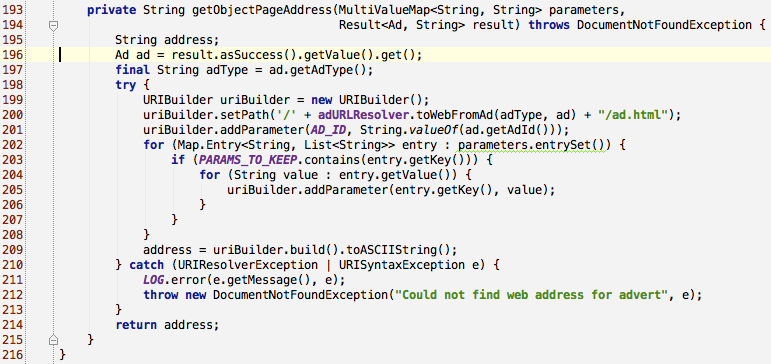 193 private String getObjectPageAddress(MultiValueMap<String, String> parameters,
194 Result<Ad, String> result) throws DocumentNotFoundException {
195 String address;
196 Ad ad = result.asSuccess().getValue().get();
197 final String adType = ad.getAdType();
198 try {
199 URIBuilder uriBuilder = new URIBuilder();
200 uriBuilder.setPath('/' + adURLResolver.toWebFromAd(adType, ad) + "/ad.html");
201 uriBuilder.addParameter(AD_ID, String.valueOf(ad.getAdId()));
202 for (Map.Entry<String, List<String>> entry : parameters.entrySet()) {
203 if (PARAMS_TO_KEEP.contains(entry.getKey())) {
204 for (String value : entry.getValue()) {
205 uriBuilder.addParameter(entry.getKey(), value);
206 }
207 }
208 }
209 address = uriBuilder.build().toASCIIString();
210 } catch (URIResolverException | URISyntaxException e) {
211 LOG.error(e.getMessage(), e);
212 throw new DocumentNotFoundException("Could not find web address for advert", e);
213 }
214 return address;
215 }
216 }